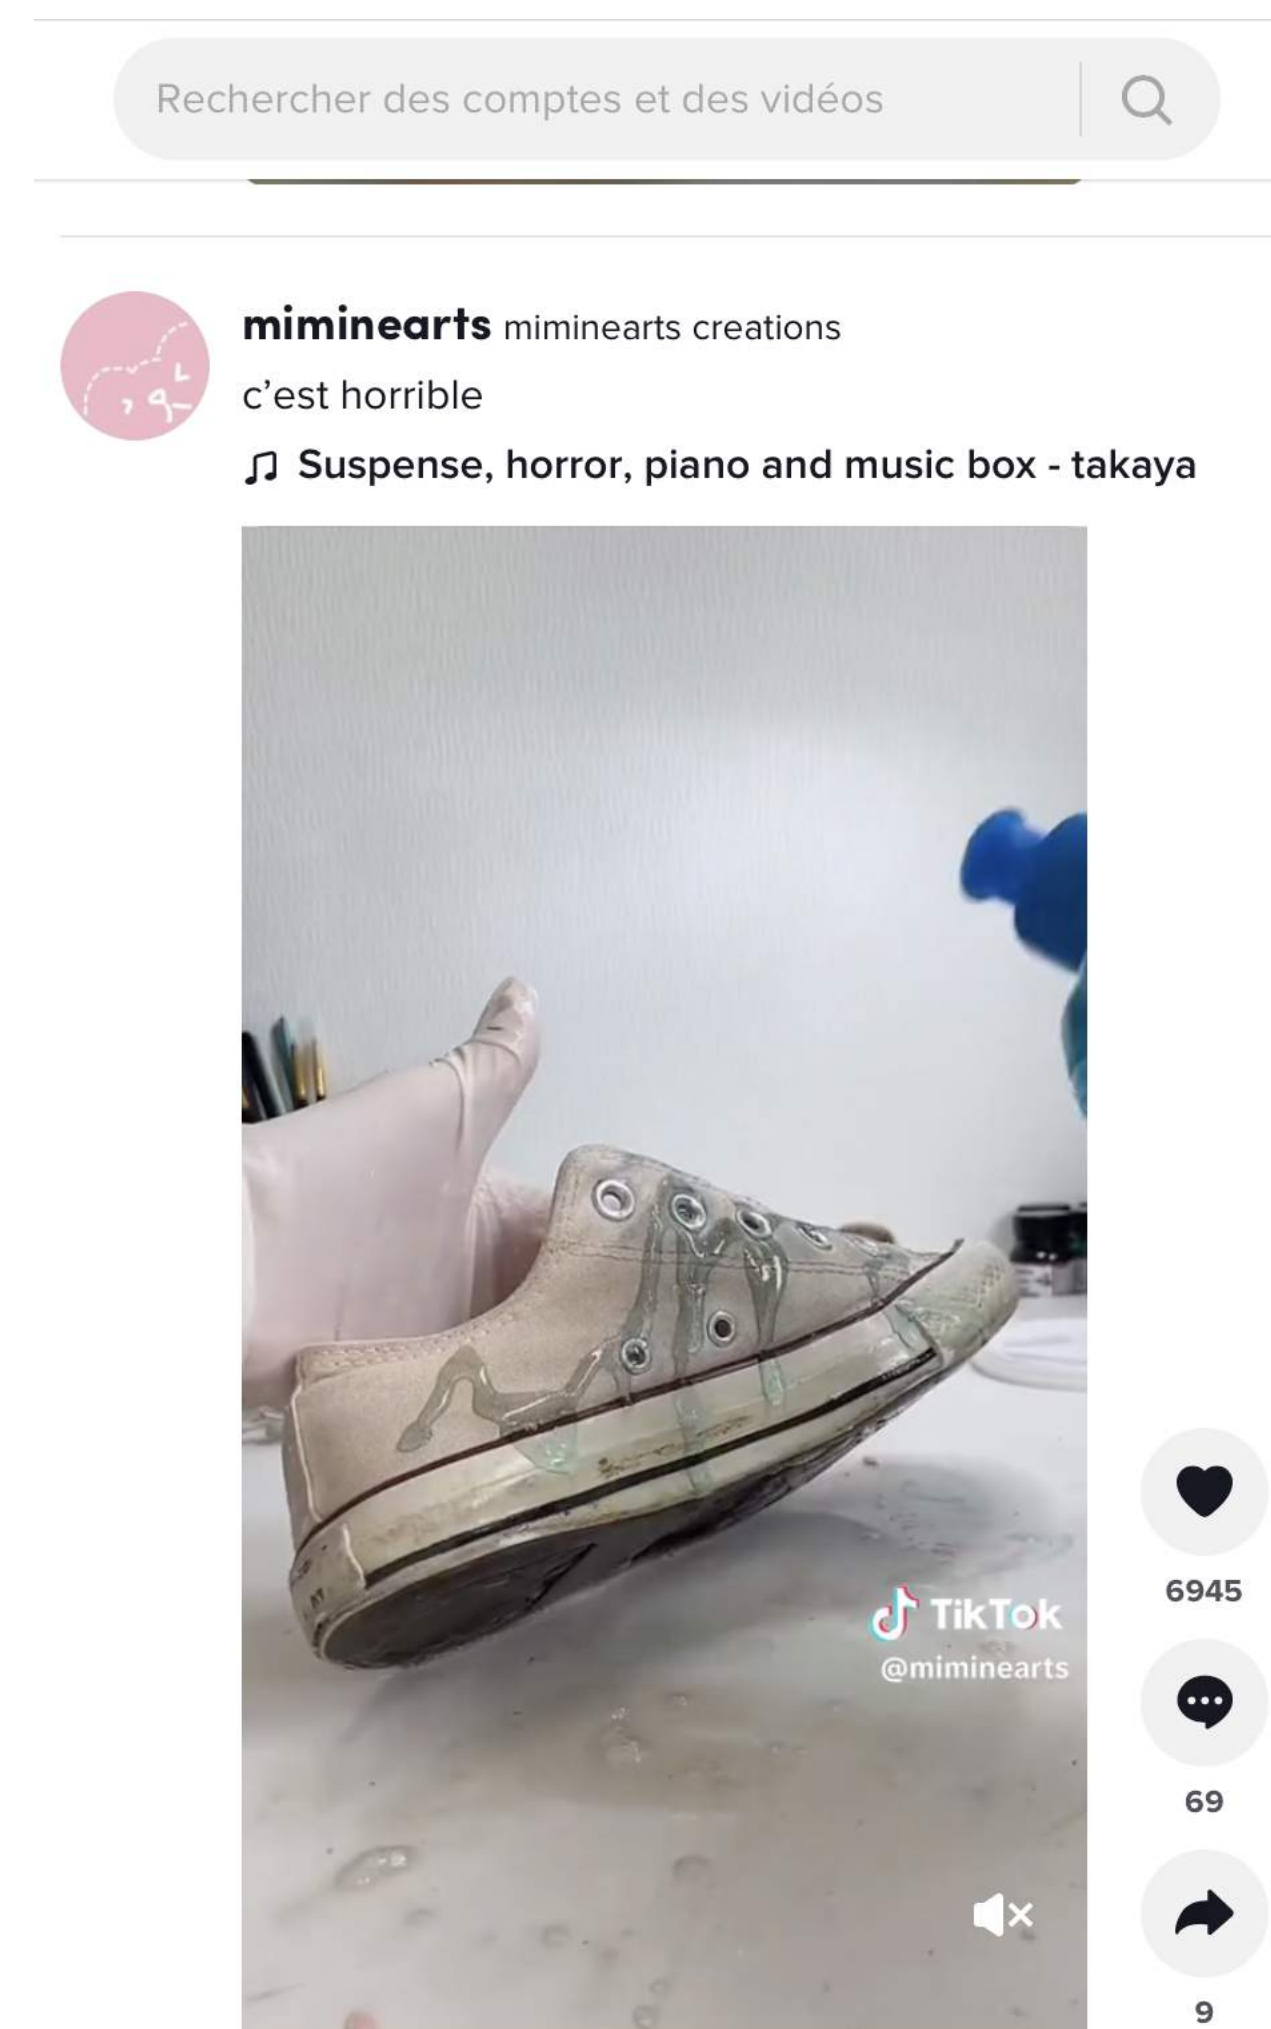 Rechercher des comptes et des vidéos
miminearts miminearts creations
c’est horrible
Suspense, horror, piano and music box - takaya
TikTok
@miminearts
6945
69
9